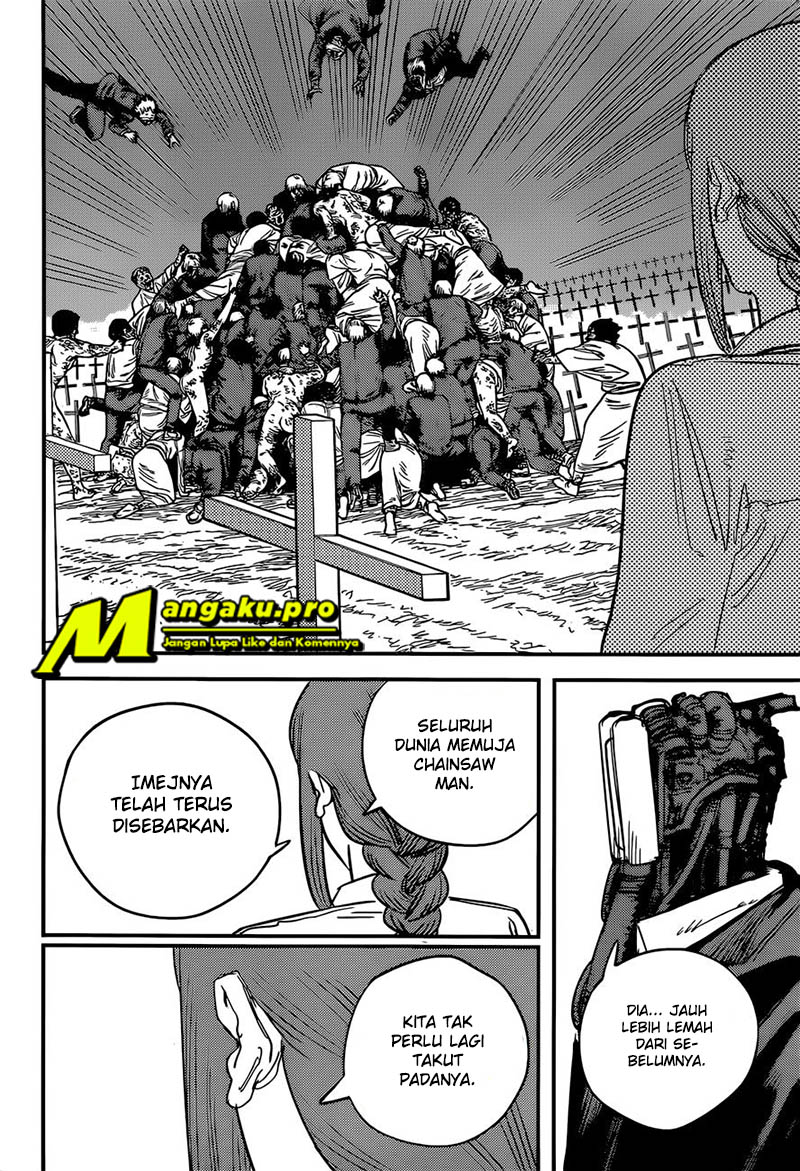 Mangaku.pro
Jangan Lupa Like dan Komennya
DIA... JAUH
LEBIH LEMAH
DARI SE-
BELUMNYA.
SELURUH
DUNIA MEMUJA
CHAINSAW
MAN.
IMEJNYA
TELAH TERUS
DISEBARKAN.
KITA TAK
PERLU LAGI
TAKUT
PADANYA.